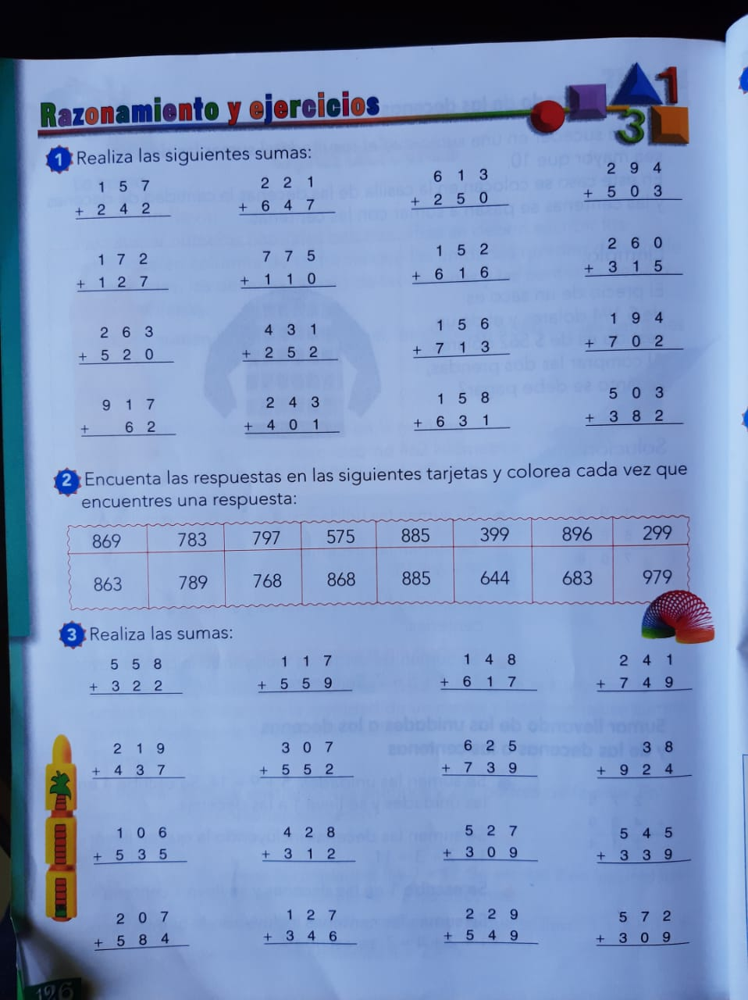 1
3
Razonamiento y ejercicios
1 Realiza las siguientes sumas:
1 5 7
+ 2 4 2
2 2 1
+ 6 4 7
6 1 3
+ 2 5 0
2 9 4
+ 5 0 3
1 7 2
+ 1 2 7
7 7 5
+ 1 1 0
1 5 2
+ 6 1 6
2 6 0
+ 3 1 5
2 6 3
+ 5 2 0
4 3 1
+ 2 5 2
1 5 6
+ 7 1 3
1 9 4
+ 7 0 2
9 1 7
+ 6 2
2 4 3
+ 4 0 1
1 5 8
+ 6 3 1
5 0 3
+ 3 8 2
2 Encuenta las respuestas en las siguientes tarjetas y colorea cada vez que
encuentres una respuesta:
869 783 797 575 885 399 896 299
863 789 768 868 885 644 683 979
3 Realiza las sumas:
5 5 8
+ 3 2 2
1 1 7
+ 5 5 9
1 4 8
+ 6 1 7
2 4 1
+ 7 4 9
2 1 9
+ 4 3 7
3 0 7
+ 5 5 2
6 2 5
+ 7 3 9
3 8
+ 9 2 4
1 0 6
+ 5 3 5
4 2 8
+ 3 1 2
5 2 7
+ 3 0 9
5 4 5
+ 3 3 9
2 0 7
+ 5 8 4
1 2 7
+ 3 4 6
2 2 9
+ 5 4 9
5 7 2
+ 3 0 9
126